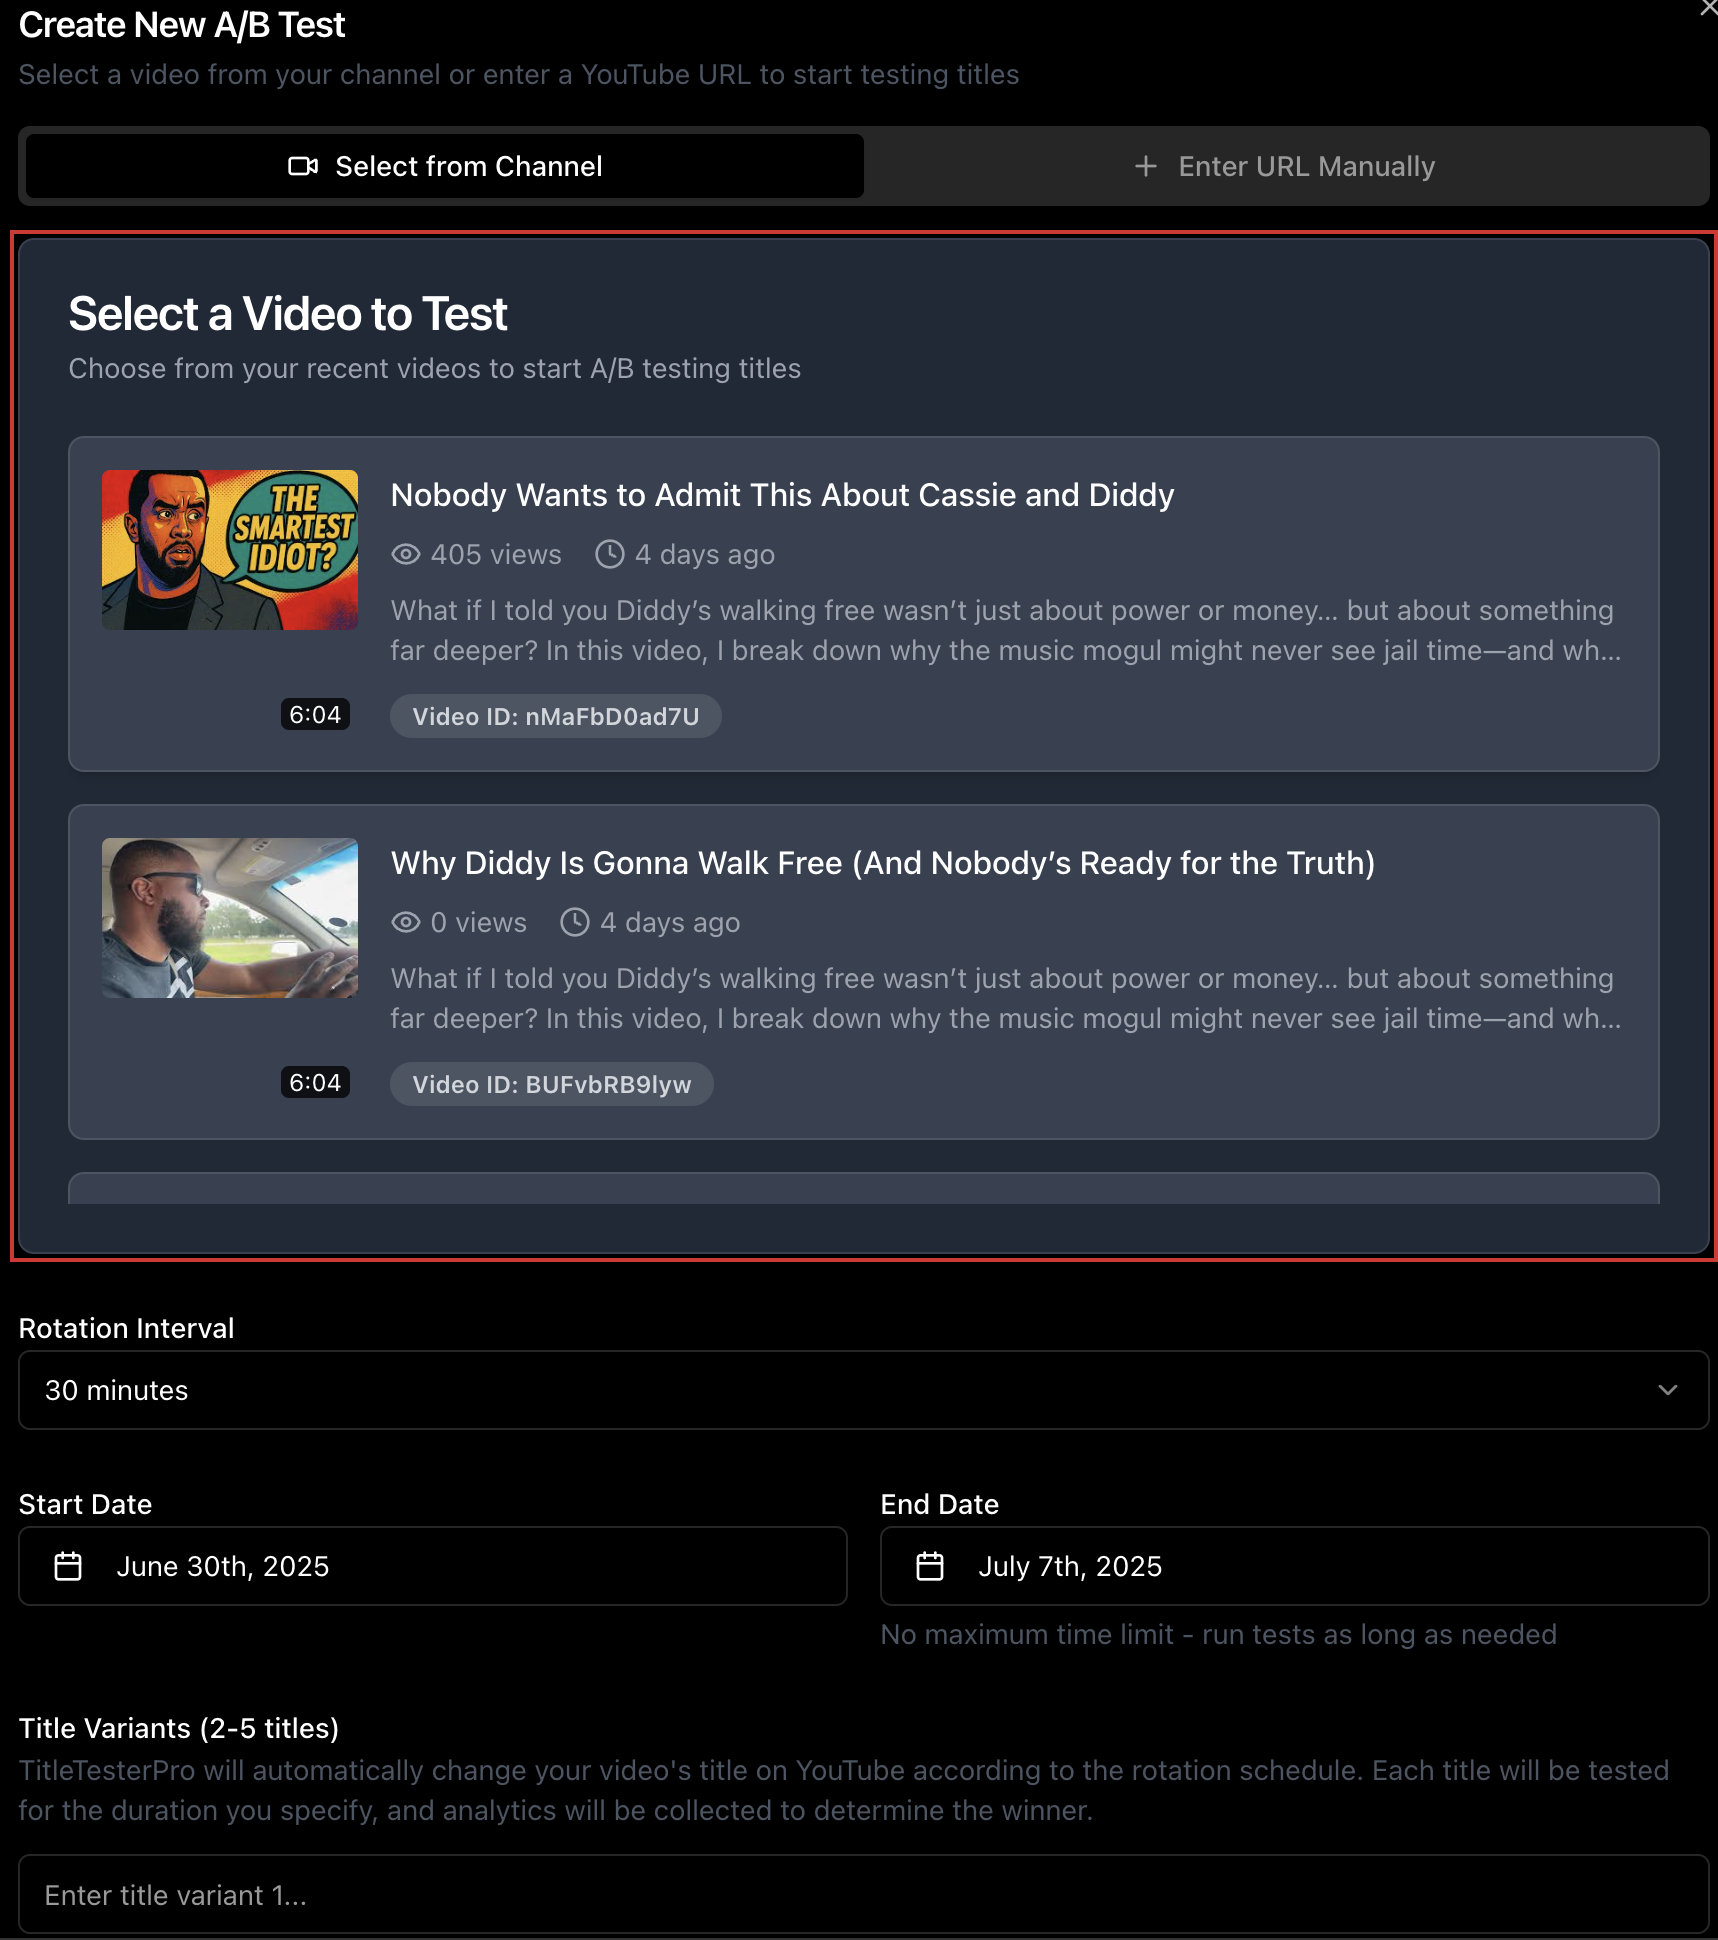 Create New A/B Test
Select a video from your channel or enter a YouTube URL to start testing titles
Select from Channel
Enter URL Manually
Select a Video to Test
Choose from your recent videos to start A/B testing titles
THE
SMARTEST
IDIOT?
6:04
Nobody Wants to Admit This About Cassie and Diddy
405 views 4 days ago
What if I told you Diddy’s walking free wasn’t just about power or money... but about something
far deeper? In this video, I break down why the music mogul might never see jail time—and wh...
Video ID: nMaFbD0ad7U
6:04
Why Diddy Is Gonna Walk Free (And Nobody’s Ready for the Truth)
0 views 4 days ago
What if I told you Diddy’s walking free wasn’t just about power or money... but about something
far deeper? In this video, I break down why the music mogul might never see jail time—and wh...
Video ID: BUFvbRB9lyw
Rotation Interval
30 minutes
Start Date
June 30th, 2025
End Date
July 7th, 2025
No maximum time limit - run tests as long as needed
Title Variants (2-5 titles)
TitleTesterPro will automatically change your video's title on YouTube according to the rotation schedule. Each title will be tested
for the duration you specify, and analytics will be collected to determine the winner.
Enter title variant 1...